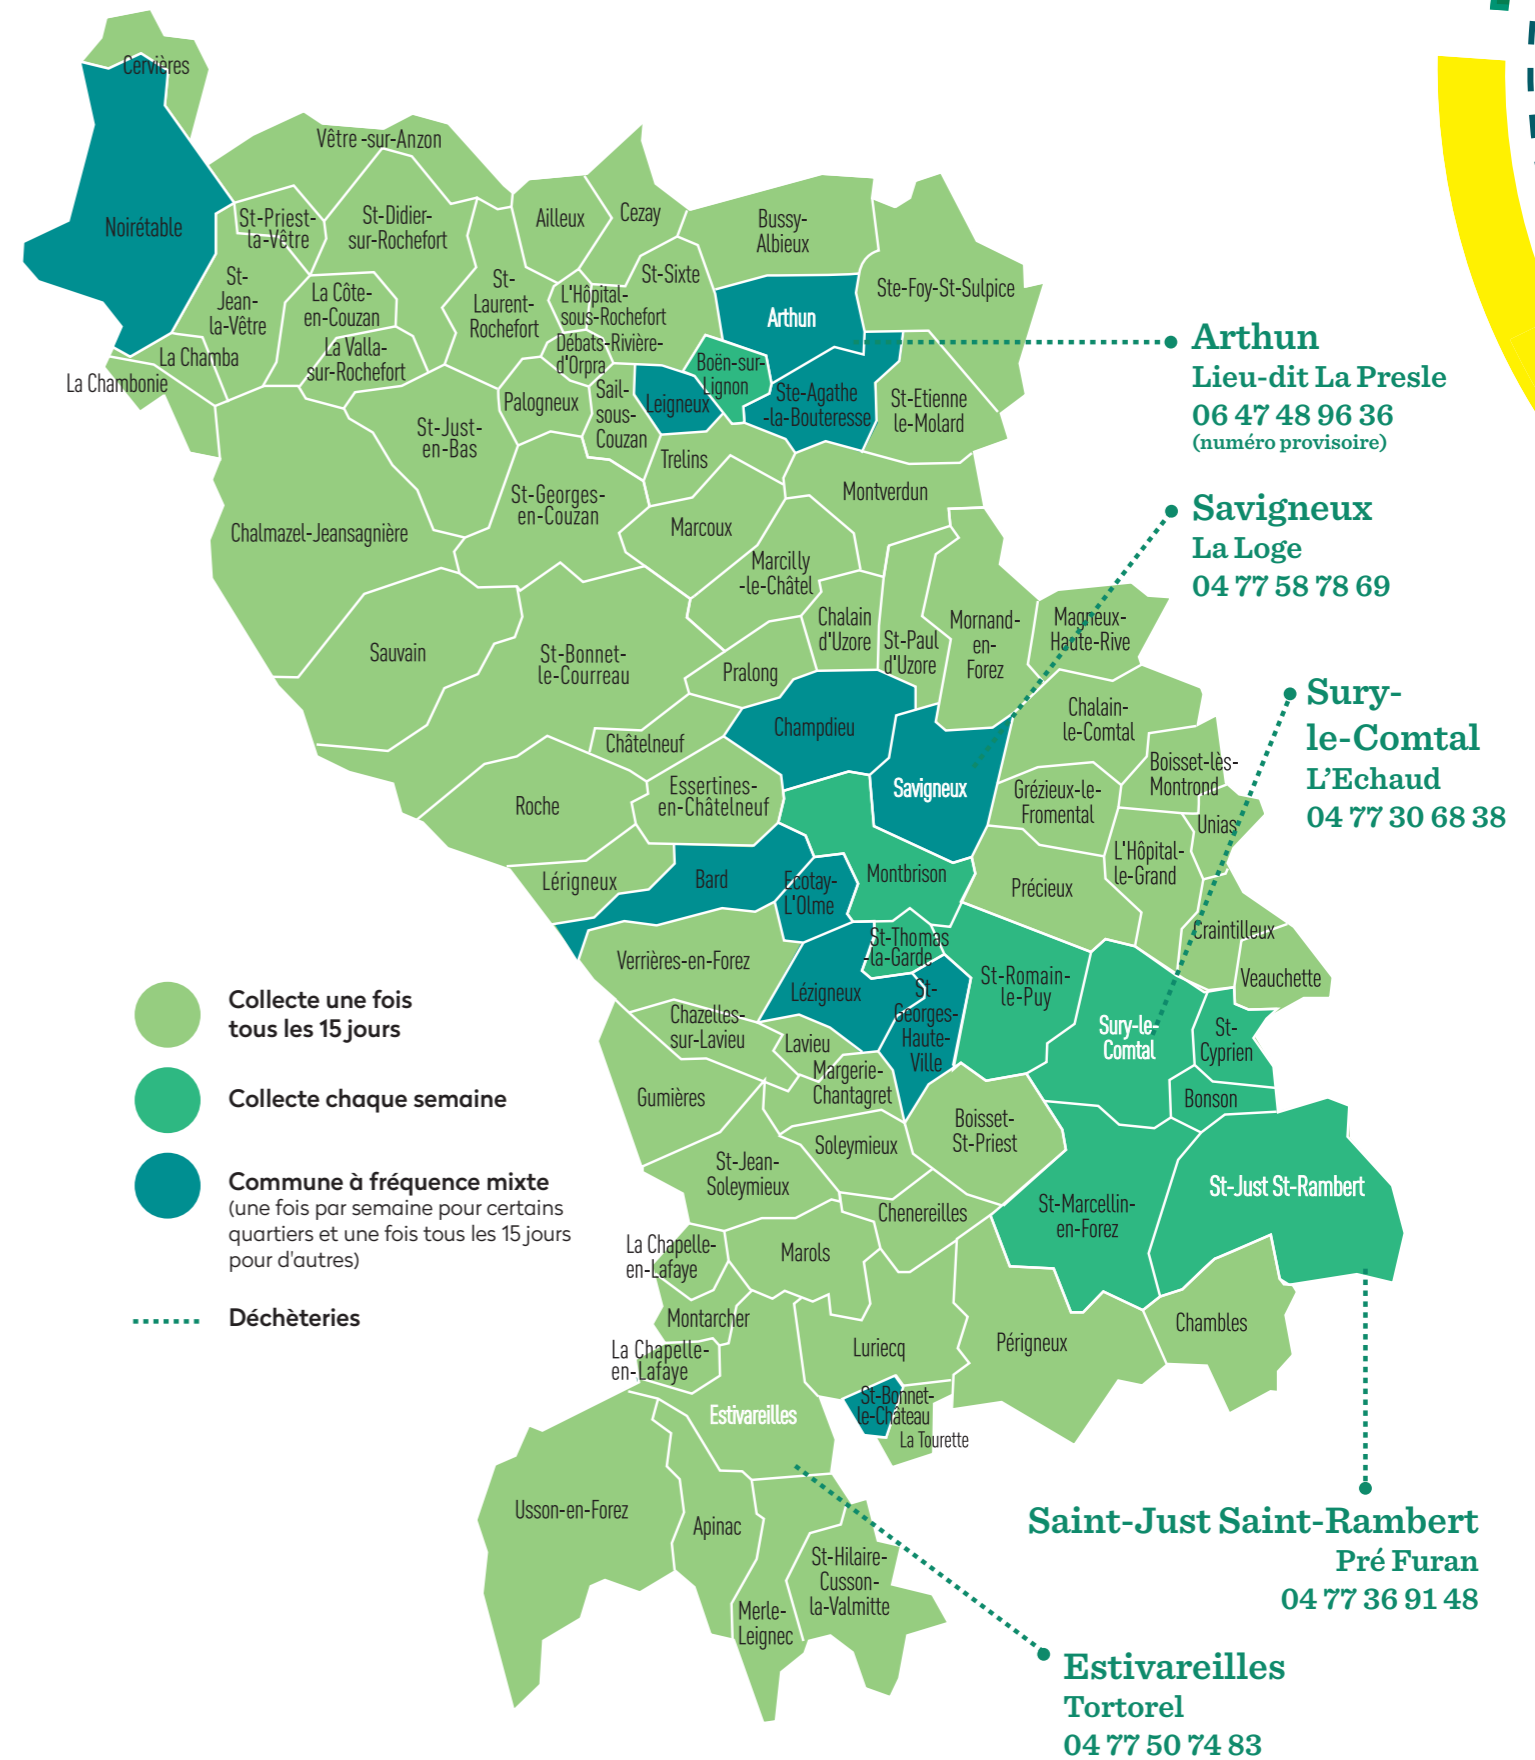 Cervières
Vêtre -sur-Anzon
Noirétable
St-Priest-
la-Vêtre
St-Didier-
sur-Rochefort
Ailleux
Cezay
Bussy-
Albieux
St-
Jean-
la-Vêtre
La Côte-
en-Couzan
St-
Laurent-
Rochefort
L'Hôpital-
sous-Rochefort
St-Sixte
Arthun
Ste-Foy-St-Sulpice
La Chamba
La Chambonie
La Valla-
sur-Rochefort
Débats-Rivière-
d'Orpra
Boën-sur-
Lignon
Palogneux
Sail-
sous-
Couzan
Leigneux
Ste-Agathe
-la-Bouteresse
St-Etienne
le-Molard
St-Just-
en-Bas
Trelins
Montverdun
St-Georges-
en-Couzan
Chalmazel-Jeansagnière
Marcoux
Marcilly
-le-Châtel
Chalain
d'Uzore
St-Paul
d'Uzore
Mornand-
en-
Forez
Magneux-
Haute-Rive
Sauvain
St-Bonnet-
le-Courreau
Pralong
Champdieu
Chalain-
le-Comtal
Châtelneuf
Boisset-lès-
Montrond
Roche
Essertines-
en-Châtelneuf
Savigneux
Grézieux-le-
Fromental
Unias
Lérigneux
Bard
Ecotay-
L'Olme
Montbrison
Précieux
L'Hôpital-
le-Grand
Craintilleux
Verrières-en-Forez
St-Thomas
-la-Garde
Lézigneux
St-
Georges-
Haute-
Ville
St-Romain-
le-Puy
Veauchette
Chazelles-
sur-Lavieu
Lavieu
Sury-le-
Comtal
St-
Cyprien
Margerie-
Chantagret
Gumières
Bonson
Boisset-
St-Priest
Soleymieux
St-Jean-
Soleymieux
St-Just St-Rambert
Chenereilles
St-Marcellin-
en-Forez
La Chapelle-
en-Lafaye
Marols
Montarcher
Luriecq
Périgneux
Chambles
La Chapelle-
en-Lafaye
Estivareilles
St-Bonnet-
le-Château
La Tourette
Usson-en-Forez
Apinac
St-Hilaire-
Cusson-
la-Valmitte
Merle-
Leignec
Arthun
Lieu-dit La Presle
06 47 48 96 36
(numéro provisoire)
Savigneux
La Loge
04 77 58 78 69
Sury-
le-Comtal
L’Echaud
04 77 30 68 38
Saint-Just Saint-Rambert
Pré Furan
04 77 36 91 48
Estivareilles
Tortorel
04 77 50 74 83
Collecte une fois
tous les 15 jours
Collecte chaque semaine
Commune à fréquence mixte
(une fois par semaine pour certains
quartiers et une fois tous les 15 jours
pour d'autres)
Déchèteries